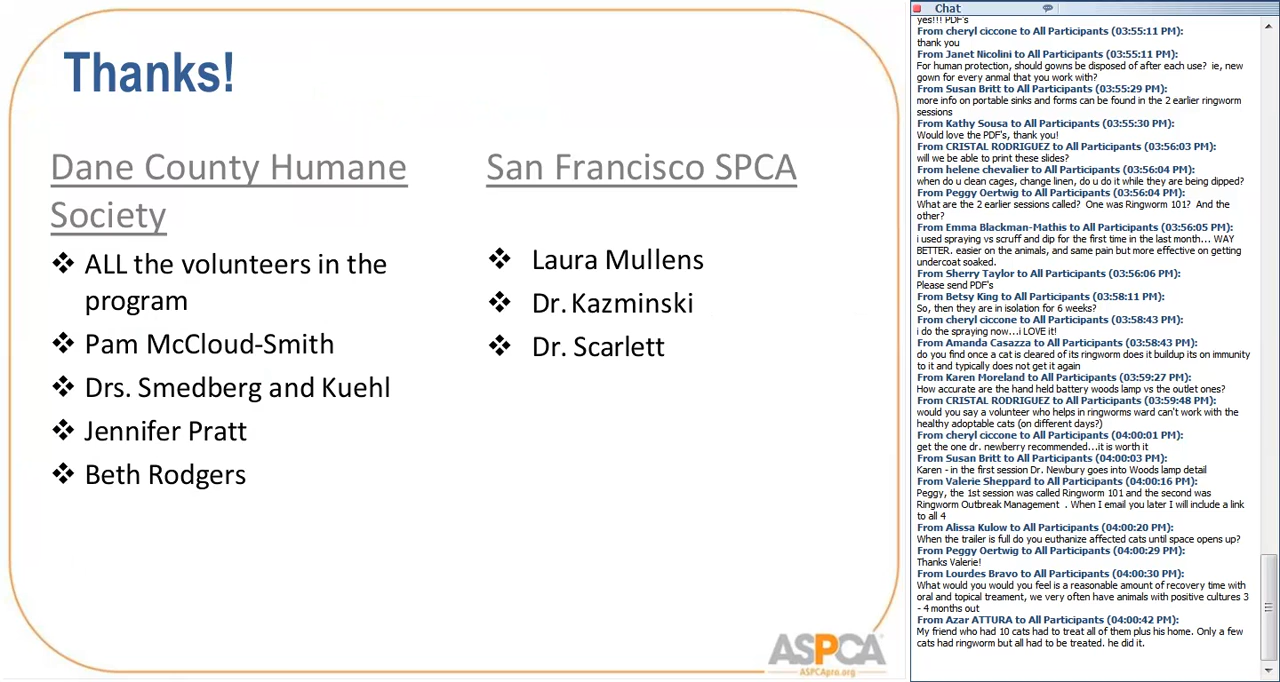 Thanks!
Dane County Humane
Society
❖ ALL the volunteers in the
program
❖ Pam McCloud-Smith
❖ Drs. Smedberg and Kuehl
❖ Jennifer Pratt
❖ Beth Rodgers
San Francisco SPCA
❖ Laura Mullens
❖ Dr. Kazminski
❖ Dr. Scarlett
ASPCA
ASPCApro.org
Chat
yes!!! PDF's
From cheryl ciccone to All Participants (03:55:11 PM):
thank you
From Janet Nicolini to All Participants (03:55:11 PM):
For human protection, should gowns be disposed of after each use? ie, new
gown for every anmal that you work with?
From Susan Britt to All Participants (03:55:29 PM):
more info on portable sinks and forms can be found in the 2 earlier ringworm
sessions
From Kathy Sousa to All Participants (03:55:30 PM):
Would love the PDF's, thank you!
From CRISTAL RODRIGUEZ to All Participants (03:56:03 PM):
will we be able to print these slides?
From helene chevalier to All Participants (03:56:04 PM):
when do u clean cages, change linen, do u do it while they are being dipped?
From Peggy Oertwig to All Participants (03:56:04 PM):
What are the 2 earlier sessions called? One was Ringworm 101? And the
other?
From Emma Blackman-Mathis to All Participants (03:56:05 PM):
i used spraying vs scruff and dip for the first time in the last month... WAY
BETTER. easier on the animals, and same pain but more effective on getting
undercoat soaked.
From Sherry Taylor to All Participants (03:56:06 PM):
Please send PDF's
From Betsy King to All Participants (03:58:11 PM):
So, then they are in isolation for 6 weeks?
From cheryl ciccone to All Participants (03:58:43 PM):
i do the spraying now...i LOVE it!
From Amanda Casazza to All Participants (03:58:43 PM):
do you find once a cat is cleared of its ringworm does it buildup its on immunity
to it and typically does not get it again
From Karen Moreland to All Participants (03:59:27 PM):
How accurate are the hand held battery woods lamp vs the outlet ones?
From CRISTAL RODRIGUEZ to All Participants (03:59:48 PM):
would you say a volunteer who helps in ringworms ward can't work with the
healthy adoptable cats (on different days?)
From cheryl ciccone to All Participants (04:00:01 PM):
get the one dr. newberry recommended...it is worth it
From Susan Britt to All Participants (04:00:03 PM):
Karen - in the first session Dr. Newbury goes into Woods lamp detail
From Valerie Sheppard to All Participants (04:00:16 PM):
Peggy, the 1st session was called Ringworm 101 and the second was
Ringworm Outbreak Management . When I email you later I will include a link
to all 4
From Alissa Kulow to All Participants (04:00:20 PM):
When the trailer is full do you euthanize affected cats until space opens up?
From Peggy Oertwig to All Participants (04:00:29 PM):
Thanks Valerie!
From Lourdes Bravo to All Participants (04:00:30 PM):
What would you would you feel is a reasonable amount of recovery time with
oral and topical treament, we very often have animals with positive cultures 3
- 4 months out
From Azar ATTURA to All Participants (04:00:42 PM):
My friend who had 10 cats had to treat all of them plus his home. Only a few
cats had ringworm but all had to be treated. he did it.